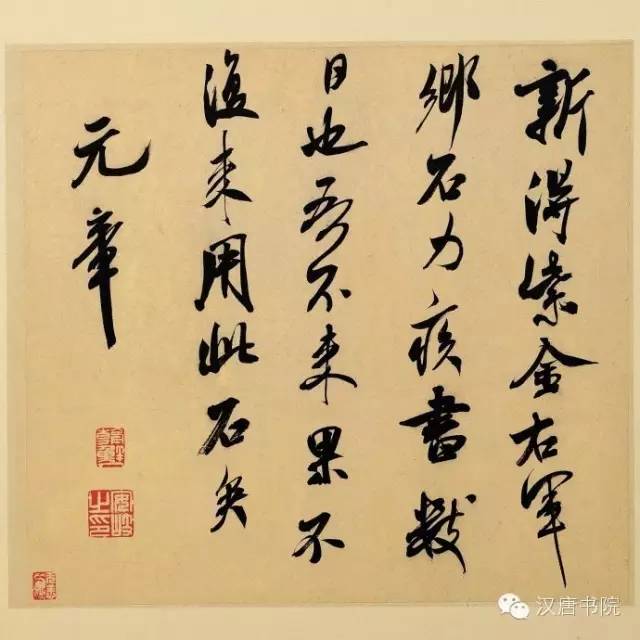 新得紫金右軍
鄉石力疾書數
日也吾不來果不
復來用此石矣
元章
汉唐书院